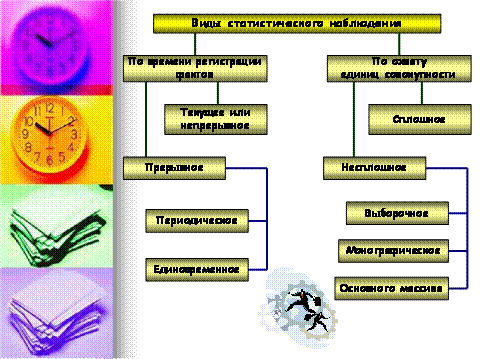 Виды статистического наблюдения
По времени регистрации
фактов
По охвату
единиц совокупности
Текущее или
непрерывное
Сплошное
Прерывное
Несплошное
Периодическое
Выборочное
Монографическое
Единовременное
Основного массива